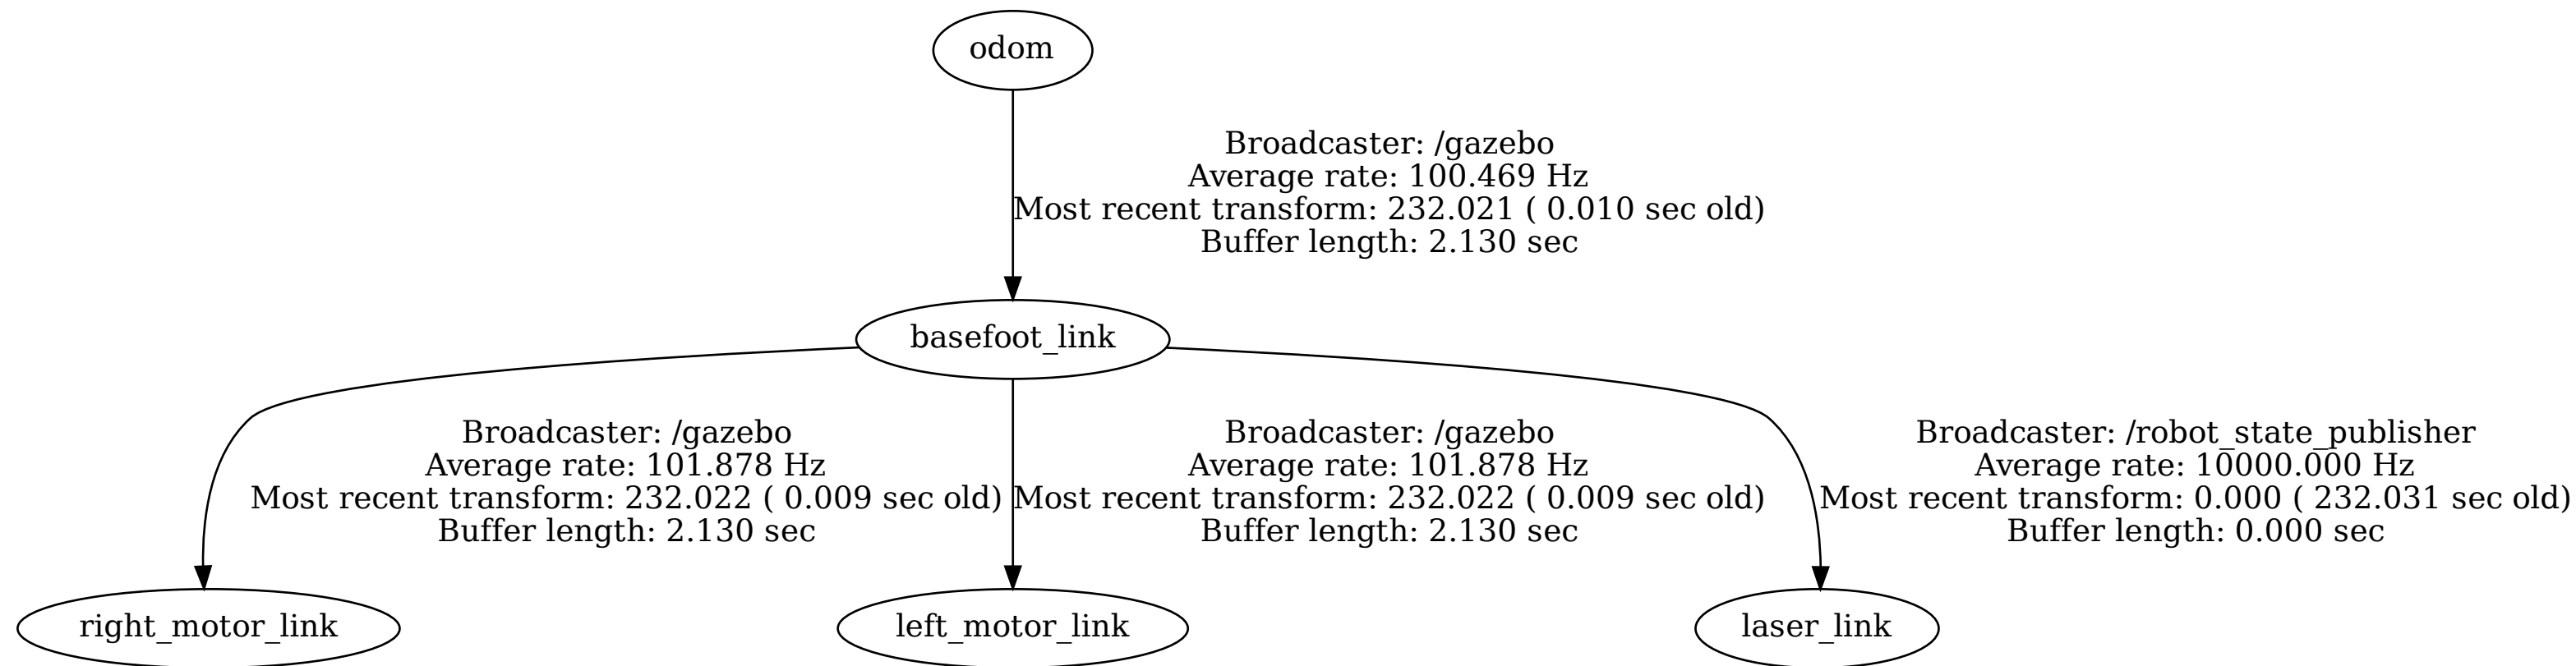 odom
Broadcaster: /gazebo
Average rate: 100.469 Hz
Most recent transform: 232.021 ( 0.010 sec old)
Buffer length: 2.130 sec
basefoot_link
Broadcaster: /gazebo
Average rate: 101.878 Hz
Most recent transform: 232.022 ( 0.009 sec old)
Buffer length: 2.130 sec
Broadcaster: /gazebo
Average rate: 101.878 Hz
Most recent transform: 232.022 ( 0.009 sec old)
Buffer length: 2.130 sec
Broadcaster: /robot_state_publisher
Average rate: 10000.000 Hz
Most recent transform: 0.000 ( 232.031 sec old)
Buffer length: 0.000 sec
right_motor_link
left_motor_link
laser_link